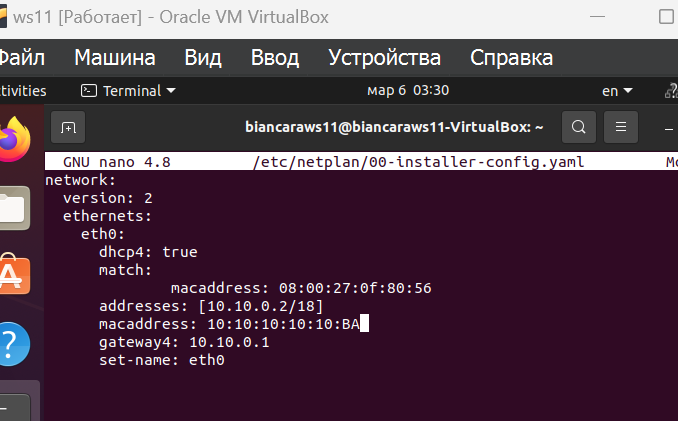 ws11 [Работает] - Oracle VM VirtualBox
Файл Машина Вид Ввод Устройства Справка
ctivities Terminal мар 6 03:30 en
biancaraws11@biancaraws11-VirtualBox: ~
GNU nano 4.8 /etc/netplan/00-installer-config.yaml Mo
network:
version: 2
ethernets:
eth0:
dhcp4: true
match:
macaddress: 08:00:27:0f:80:56
addresses: [10.10.0.2/18]
macaddress: 10:10:10:10:10:BA
gateway4: 10.10.0.1
set-name: eth0